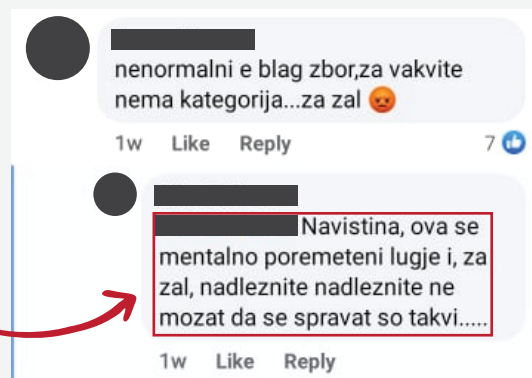 nenormalni e blag zbor,za vakvite
nema kategorija...za zal 😡
1w Like Reply 7
Navistina, ova se
mentalno poremeteni lugje i, za
zal, nadleznite nadleznite ne
mozat da se spravat so takvi.....
1w Like Reply